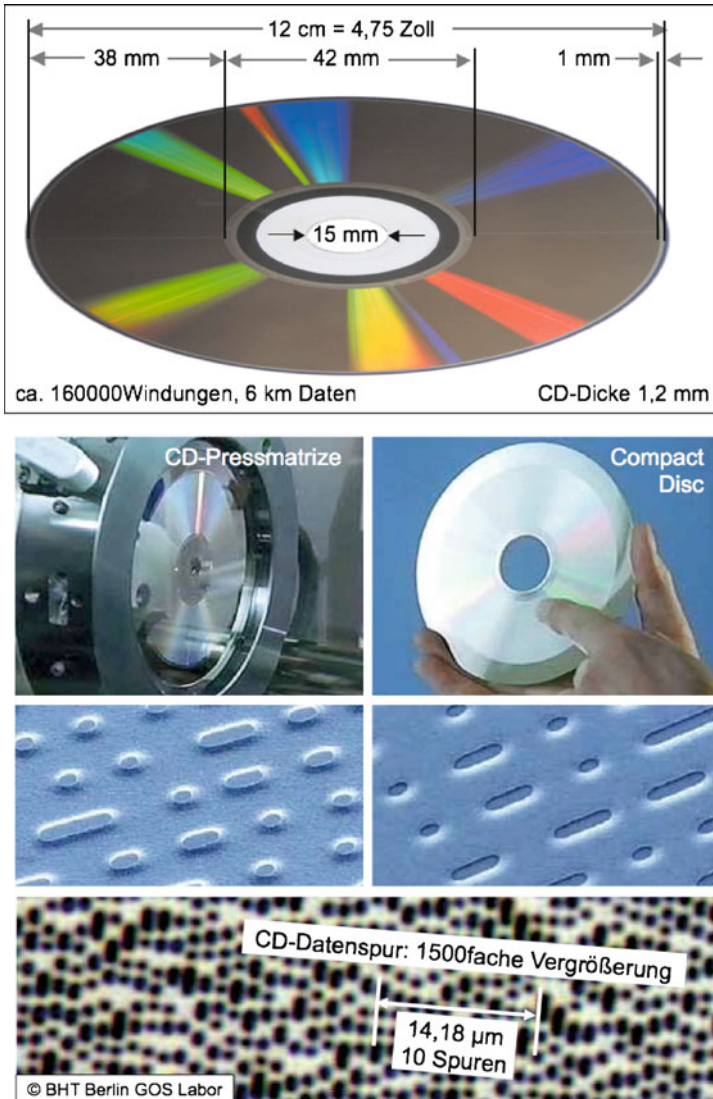 12 cm = 4,75 Zoll
38 mm
42 mm
1 mm
15 mm
ca. 160000Windungen, 6 km Daten
CD-Dicke 1,2 mm
CD-Pressmatrize
Compact
Disc
CD-Datenspur: 1500fache Vergrößerung
14,18 µm
10 Spuren
© BHT Berlin GOS Labor